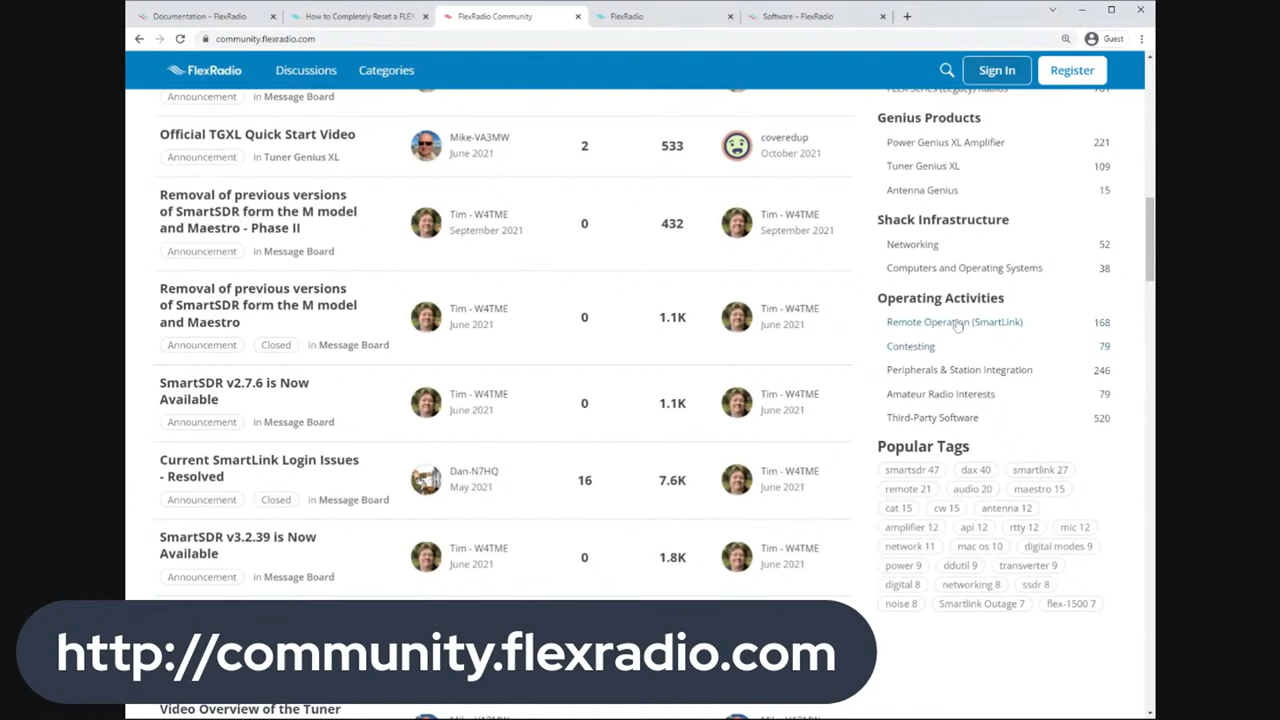 Documentation – FlexRadio
How to Completely Reset a FLEX
FlexRadio Community
FlexRadio
Software – FlexRadio
community.flexradio.com
Guest
FlexRadio
Discussions
Categories
Sign In
Register
Announcement in Message Board
Official TGXL Quick Start Video
Announcement in Tuner Genius XL
Mike-VA3MW
June 2021
2
533
coveredup
October 2021
Removal of previous versions
of SmartSDR form the M model
and Maestro - Phase II
Announcement in Message Board
Tim - W4TME
September 2021
0
432
Tim - W4TME
September 2021
Removal of previous versions
of SmartSDR form the M model
and Maestro
Announcement Closed in Message Board
Tim - W4TME
June 2021
0
1.1K
Tim - W4TME
June 2021
SmartSDR v2.7.6 is Now
Available
Announcement in Message Board
Tim - W4TME
June 2021
0
1.1K
Tim - W4TME
June 2021
Current SmartLink Login Issues
- Resolved
Announcement Closed in Message Board
Dan-N7HQ
May 2021
16
7.6K
Tim - W4TME
June 2021
SmartSDR v3.2.39 is Now
Available
Announcement in Message Board
Tim - W4TME
June 2021
0
1.8K
Tim - W4TME
June 2021
Video Overview of the Tuner
FLEX Series (Legacy) Radios
Genius Products
Power Genius XL Amplifier 221
Tuner Genius XL 109
Antenna Genius 15
Shack Infrastructure
Networking 52
Computers and Operating Systems 38
Operating Activities
Remote Operation (SmartLink) 168
Contesting 79
Peripherals & Station Integration 246
Amateur Radio Interests 79
Third-Party Software 520
Popular Tags
smartsdr 47 dax 40 smartlink 27
remote 21 audio 20 maestro 15
cat 15 cw 15 antenna 12
amplifier 12 api 12 rtty 12 mic 12
network 11 mac os 10 digital modes 9
power 9 ddutil 9 transverter 9
digital 8 networking 8 ssdr 8
noise 8 Smartlink Outage 7 flex-1500 7
http://community.flexradio.com